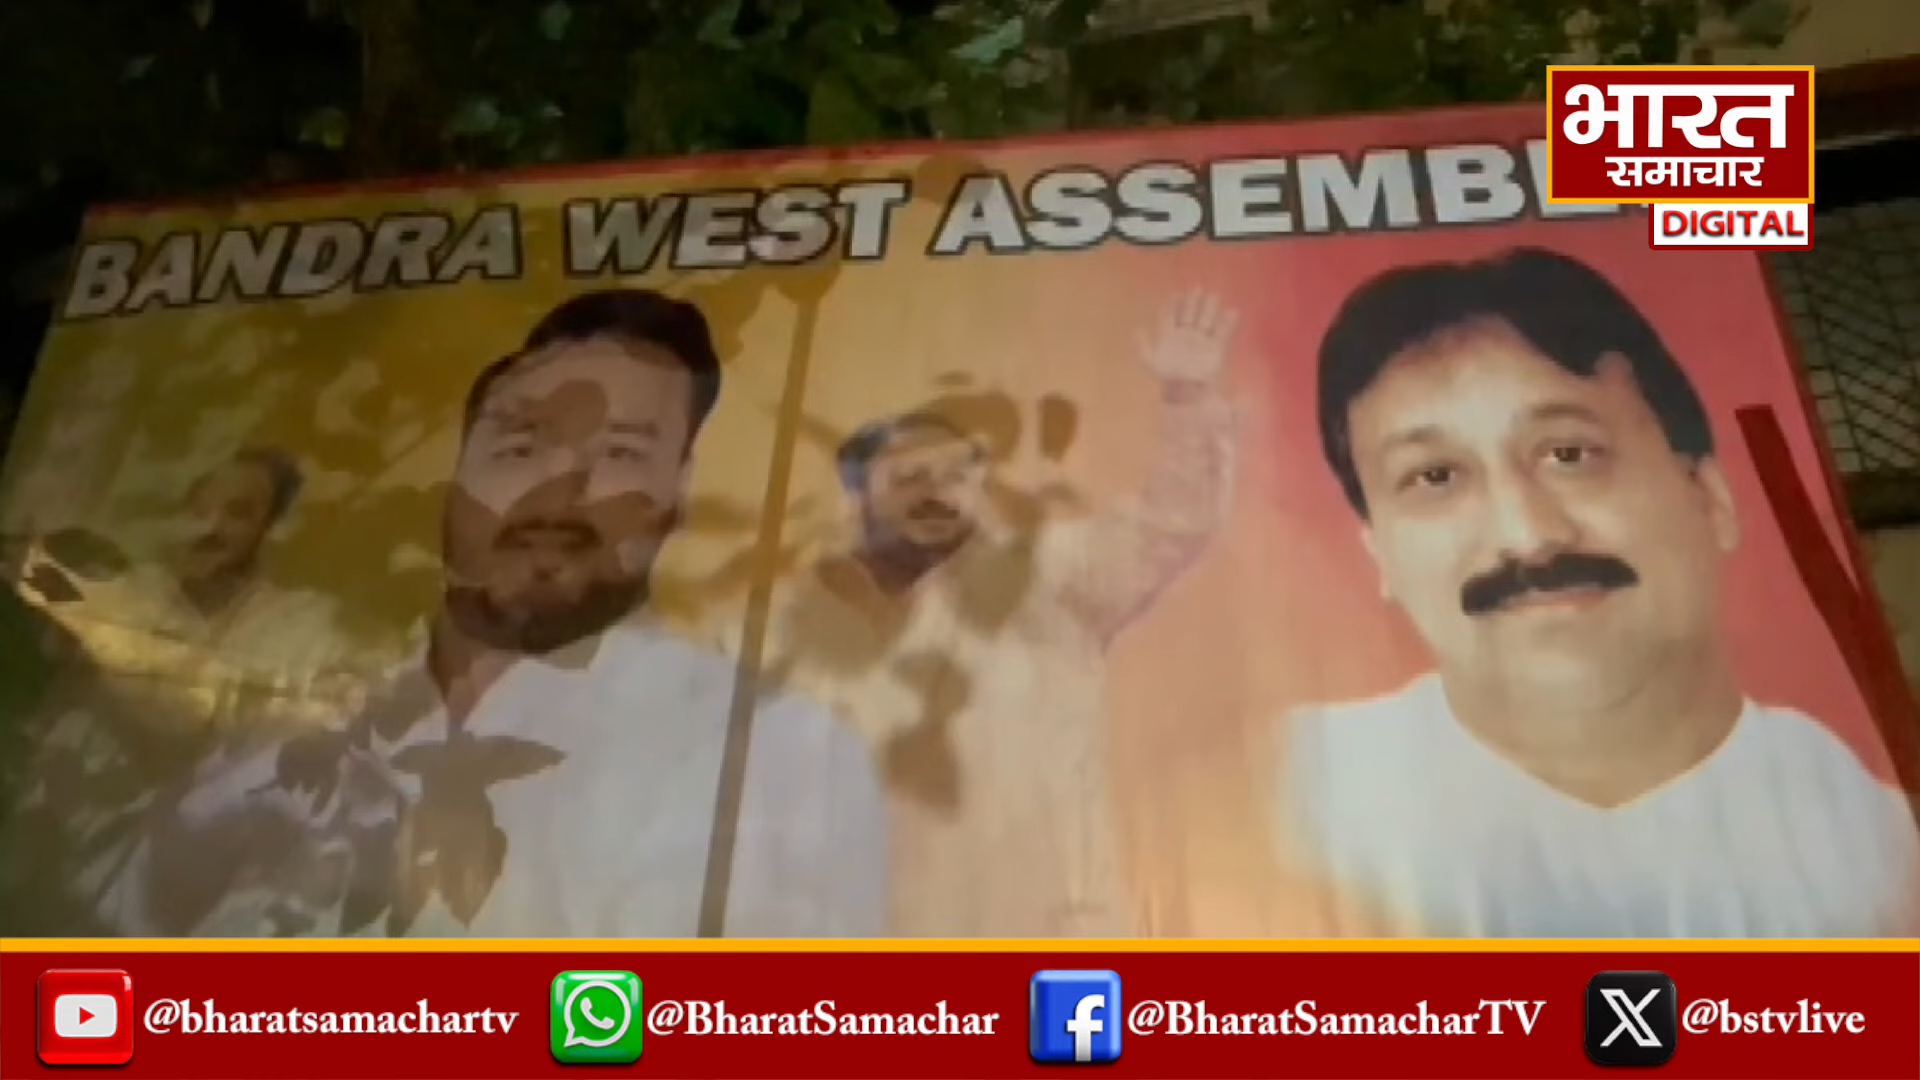 BANDRA WEST ASSEMB
भारत
समाचार
DIGITAL
@bharatsamachartv
@BharatSamachar
@BharatSamacharTV
@bstvlive